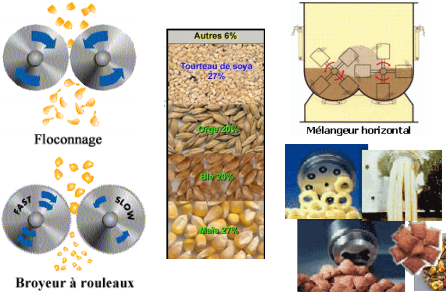 Floconnage
FAST
SLOW
Broyeur à rouleaux
Autres 6%
Tourteau de soya
27%
Orge 20%
Blé 20%
Maïs 27%
Mélangeur horizontal